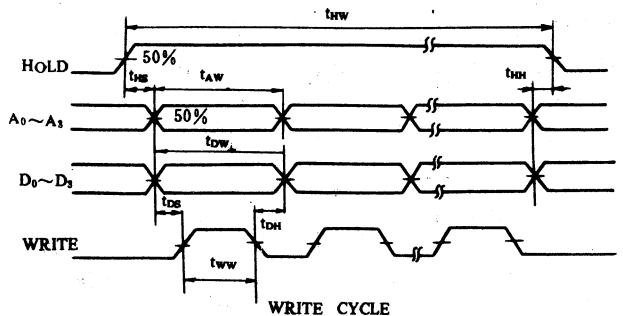 tHW
HOLD
50%
tHS
tAW
tHH
A0~A3
50%
tDW
D0~D3
tDS
tDH
WRITE
tWW
WRITE CYCLE